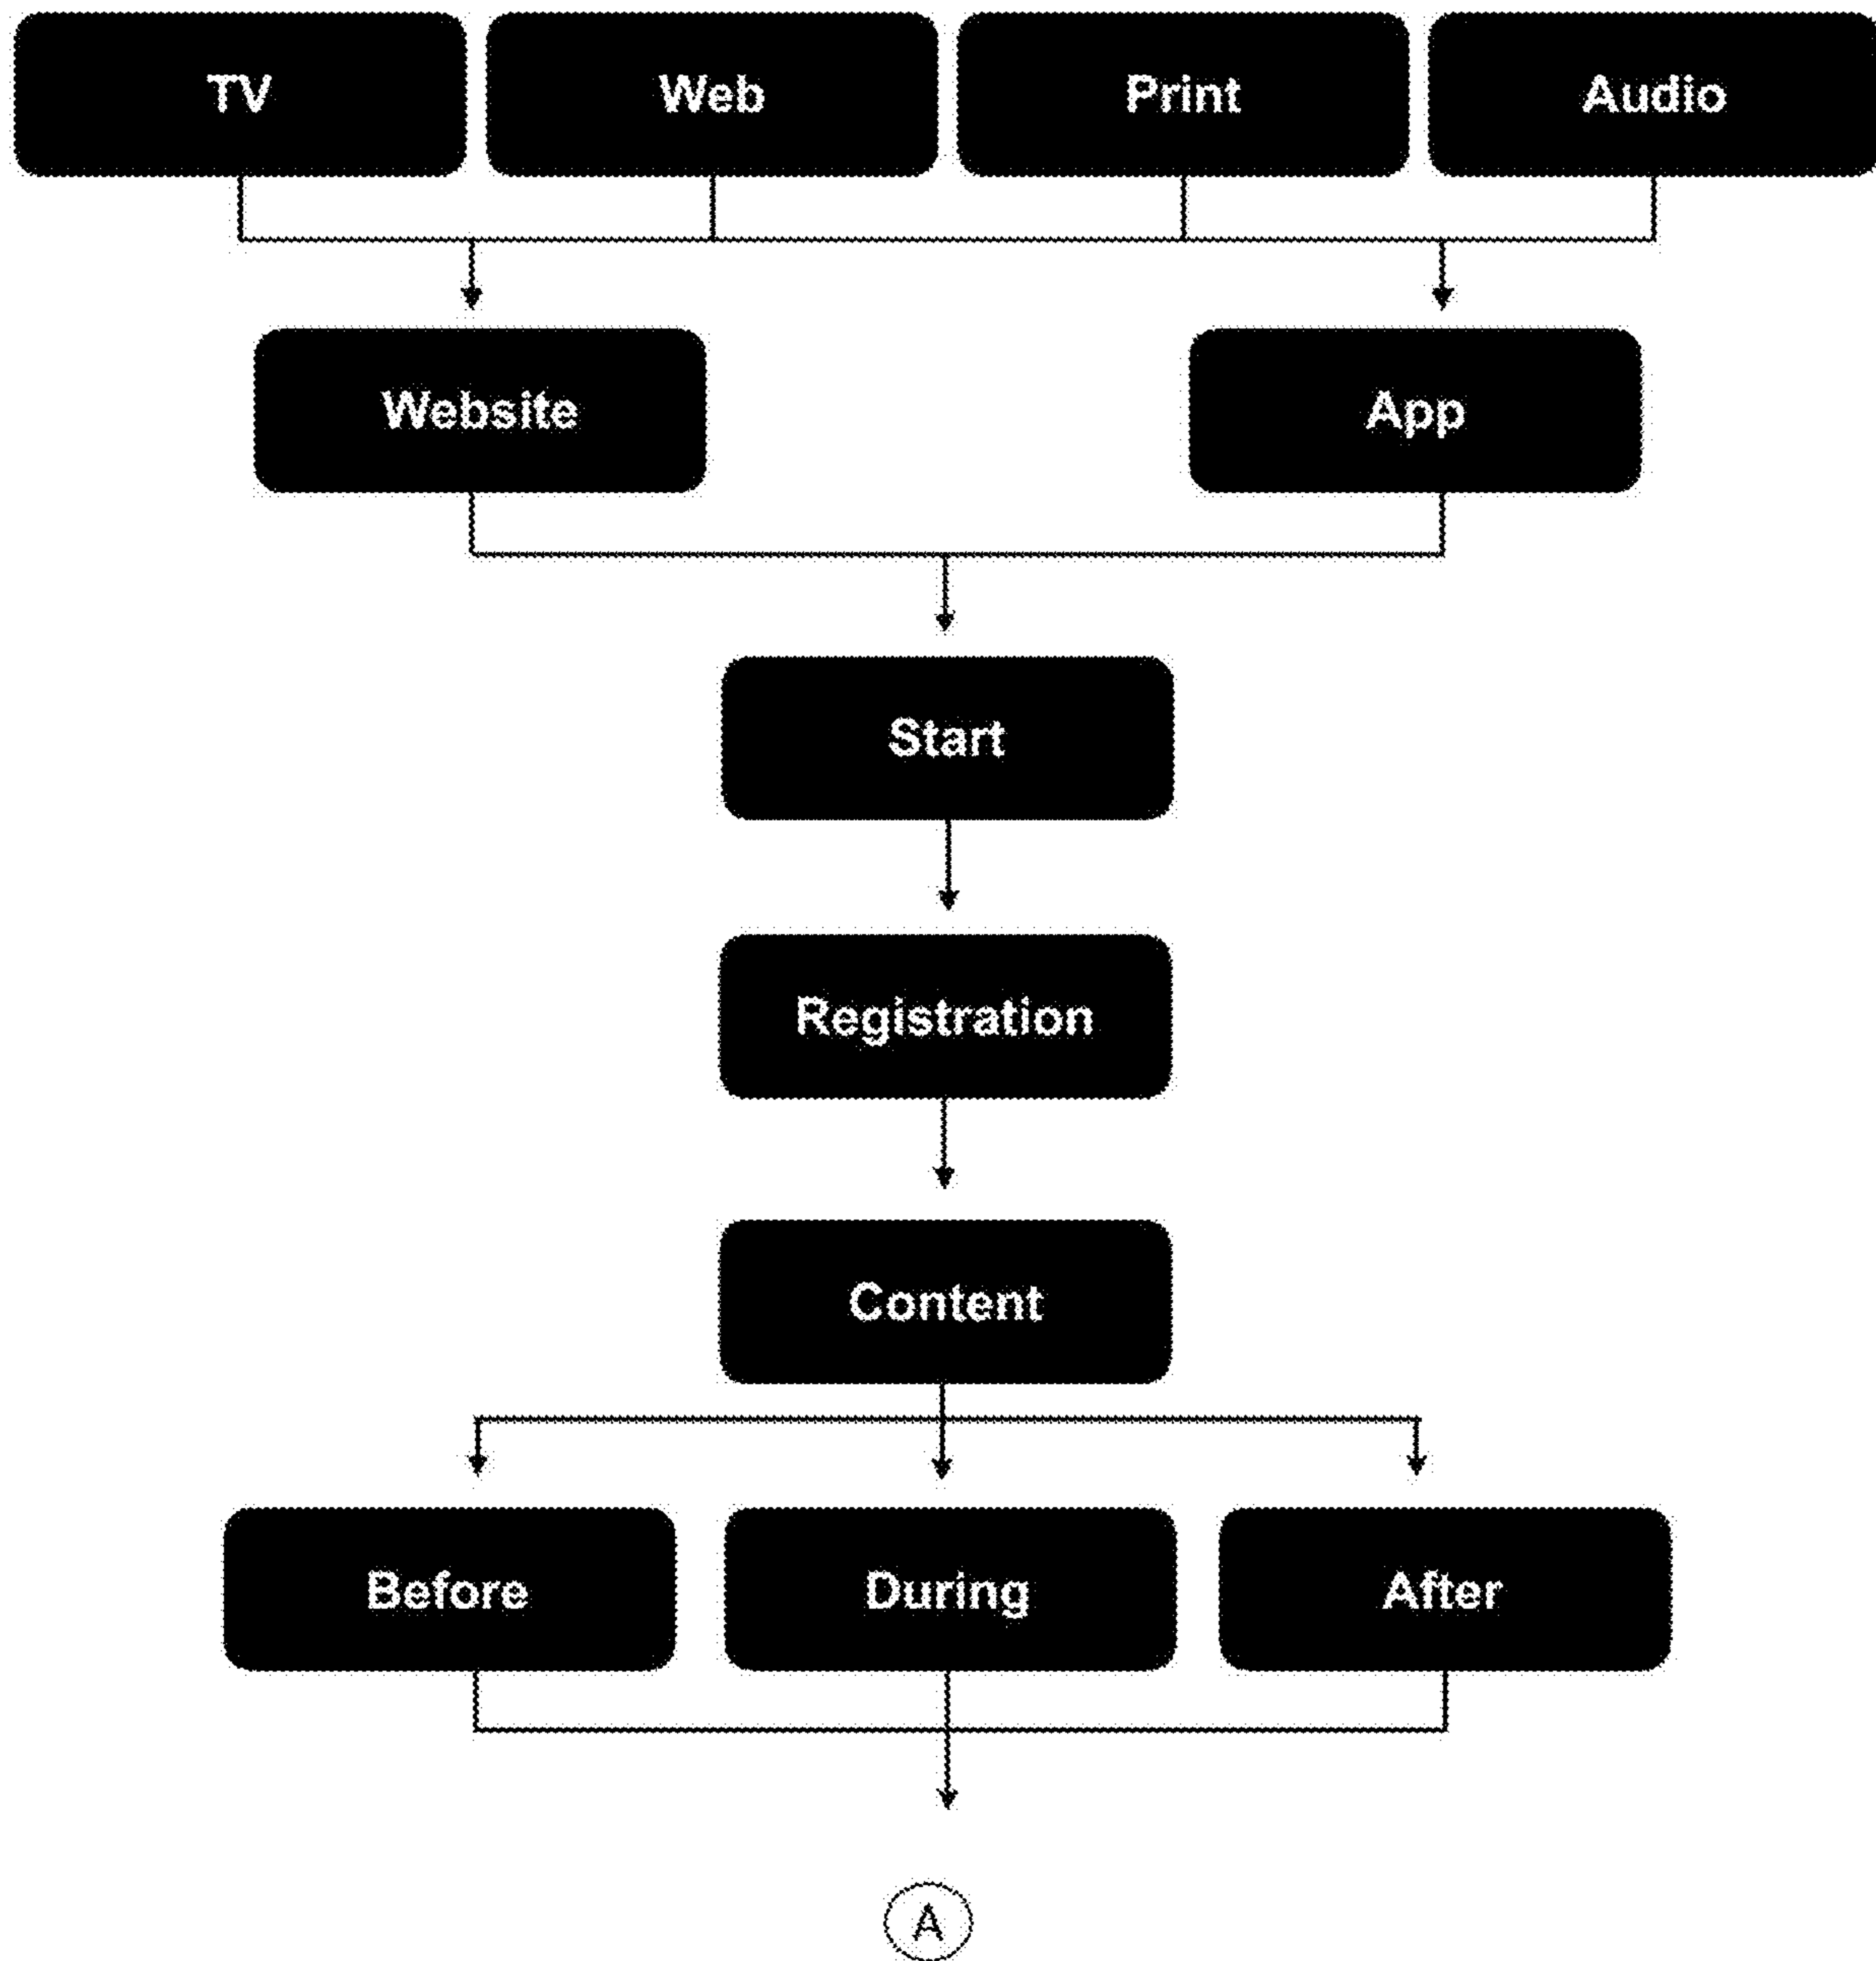 TV
Web
Print
Audio
Website
App
Start
Registration
Content
Before
During
After
A